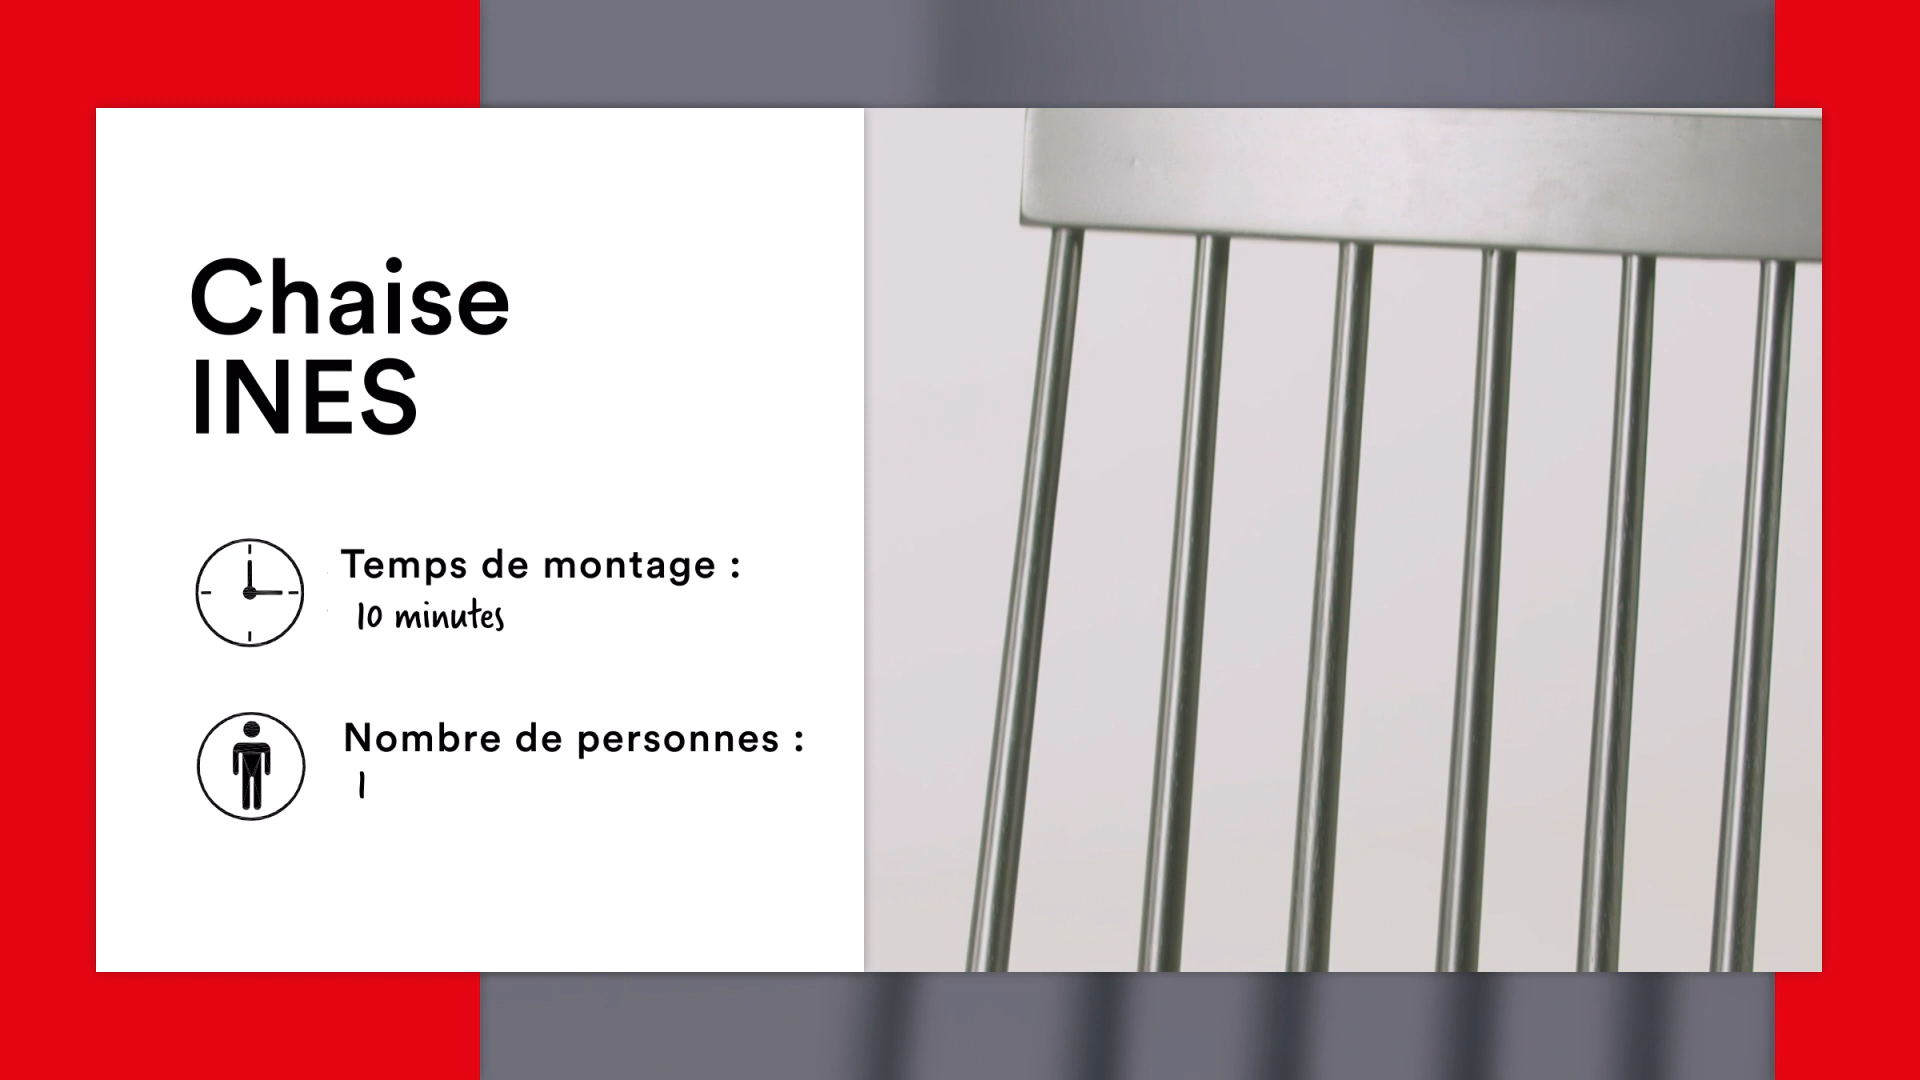 Chaise
INES
Temps de montage :
10 minutes
Nombre de personnes :
1